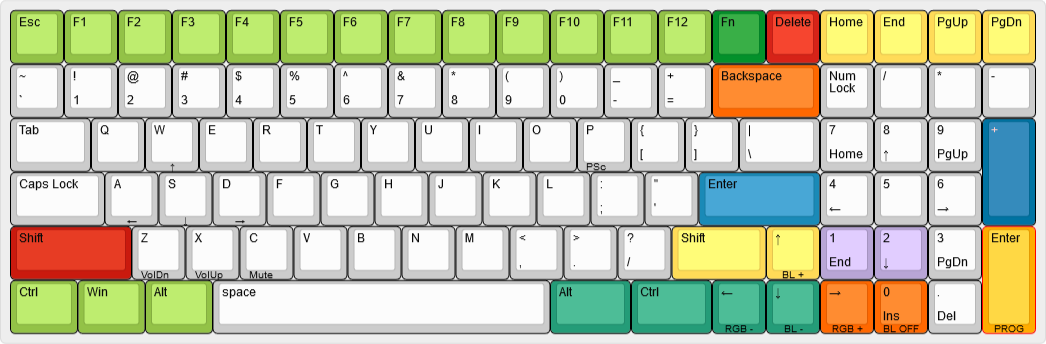 Esc F1 F2 F3 F4 F5 F6 F7 F8 F9 F10 F11 F12 Fn Delete Home End PgUp PgDn
~ ! @ # $ % ^ & * ( ) _ + Backspace Num / * -
Lock
` 1 2 3 4 5 6 7 8 9 0 - =
Tab Q W E R T Y U I O P { } | 7 8 9 +
[ ] \ Home ↑ PgUp
↑ PSc
Caps Lock A S D F G H J K L : " Enter 4 5 6
; ' ← →
← ↓ →
Shift Z X C V B N M < > ? Shift ↑ 1 2 3 Enter
, . / End ↓ PgDn
VolDn VolUp Mute BL +
Ctrl Win Alt space Alt Ctrl ← ↓ → 0 .
Ins Del
RGB - BL - RGB + BL OFF PROG